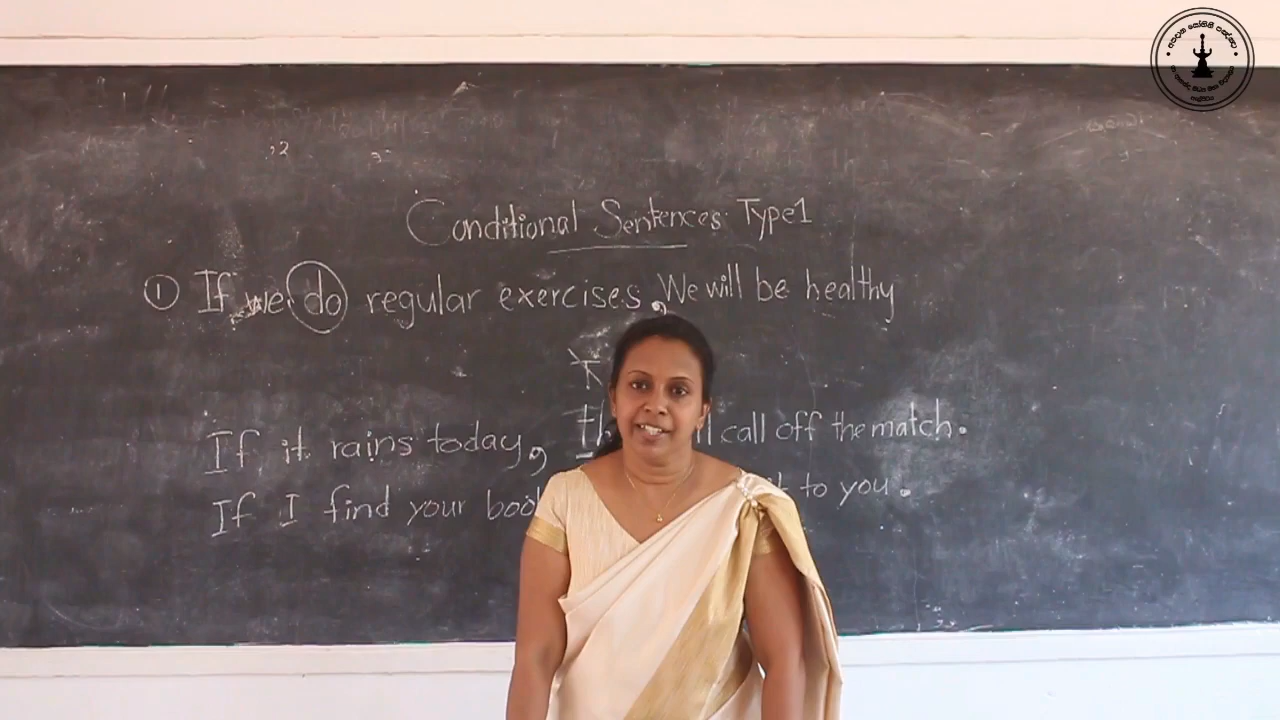 Conditional Sentences Type1
① If we do regular exercises, We will be healthy
If it rains today, call off the match.
If I find your to you.